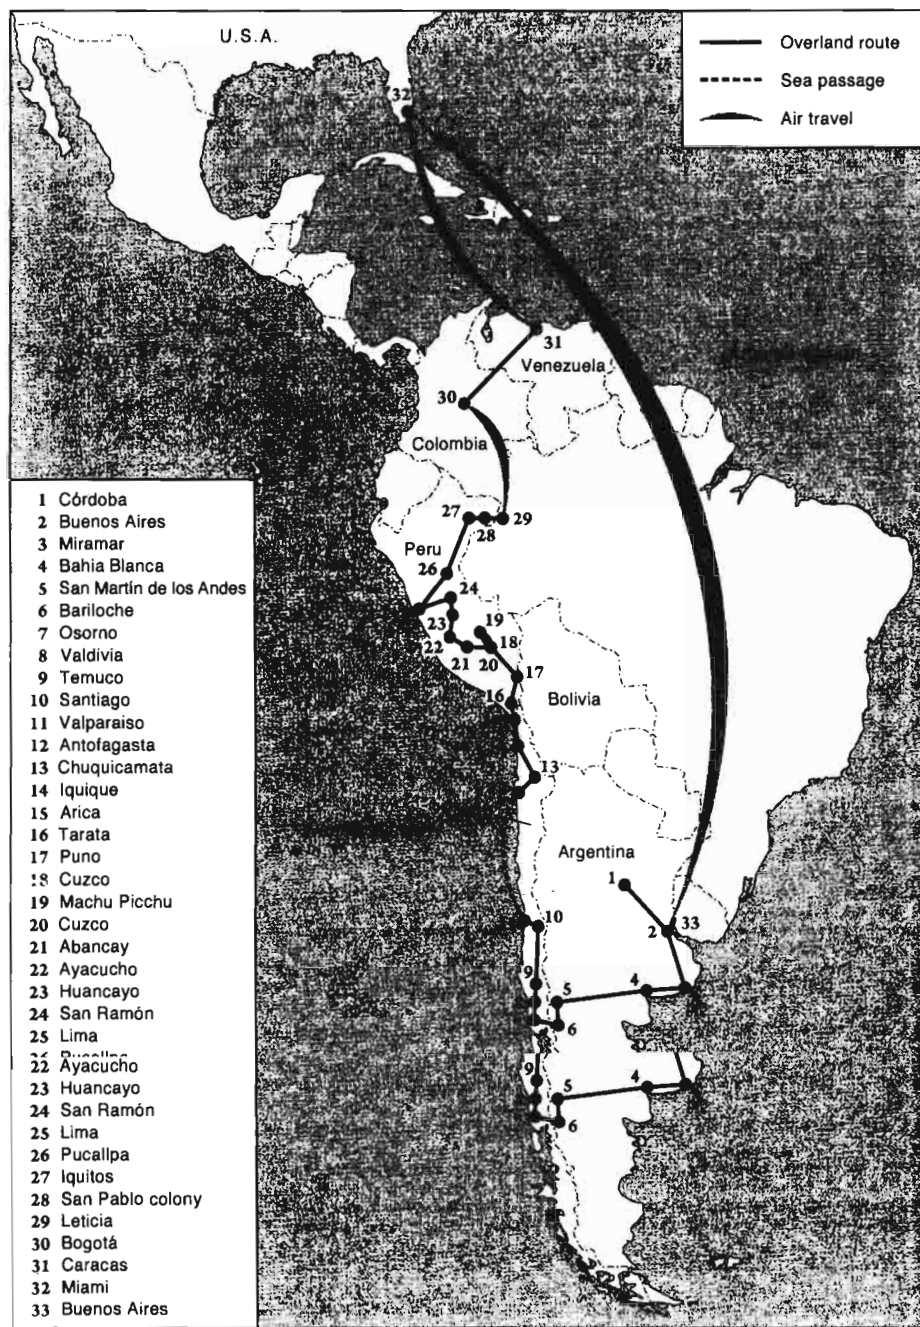 U.S.A.
Overland route
Sea passage
Air travel
32
31
Venezuela
30
Colombia
27
28
29
Peru
26
24
23
19
22
18
21
20
17
16
Bolivia
13
Argentina
1
33
2
10
9
5
4
6
9
5
4
6
1 Córdoba
2 Buenos Aires
3 Miramar
4 Bahia Blanca
5 San Martín de los Andes
6 Bariloche
7 Osorno
8 Valdivia
9 Temuco
10 Santiago
11 Valparaiso
12 Antofagasta
13 Chuquicamata
14 Iquique
15 Arica
16 Tarata
17 Puno
18 Cuzco
19 Machu Picchu
20 Cuzco
21 Abancay
22 Ayacucho
23 Huancayo
24 San Ramón
25 Lima
22 Ayacucho
23 Huancayo
24 San Ramón
25 Lima
26 Pucallpa
27 Iquitos
28 San Pablo colony
29 Leticia
30 Bogotá
31 Caracas
32 Miami
33 Buenos Aires